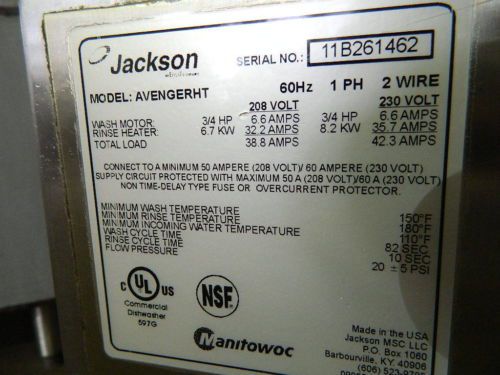 Jackson
SERIAL NO.: 11B261462
MODEL: AVENGERHT 60Hz 1 PH 2 WIRE
208 VOLT 230 VOLT
WASH MOTOR: 3/4 HP 6.6 AMPS 3/4 HP 6.6 AMPS
RINSE HEATER: 6.7 KW 32.2 AMPS 8.2 KW 35.7 AMPS
TOTAL LOAD 38.8 AMPS 42.3 AMPS
CONNECT TO A MINIMUM 50 AMPERE (208 VOLT)/ 60 AMPERE (230 VOLT)
SUPPLY CIRCUIT PROTECTED WITH MAXIMUM 50 A (208 VOLT)/60 A (230 VOLT)
NON TIME-DELAY TYPE FUSE OR OVERCURRENT PROTECTOR.
MINIMUM WASH TEMPERATURE 150°F
MINIMUM RINSE TEMPERATURE 180°F
MINIMUM INCOMING WATER TEMPERATURE 110°F
WASH CYCLE TIME 82 SEC
RINSE CYCLE TIME 10 SEC
FLOW PRESSURE 20 ± 5 PSI
C UL US
Commercial
Dishwasher
597G
NSF
Manitowoc
Made in the USA
Jackson MSC LLC
P.O. Box 1060
Barbourville, KY 40906
(606) 523-9795